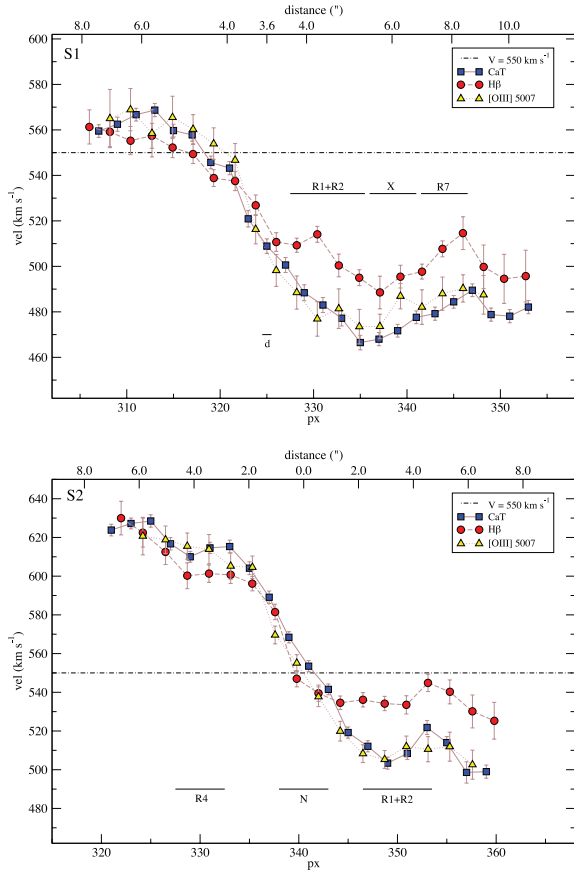 distance (")
8.0 6.0 4.0 3.6 4.0 6.0 8.0 10.0
600
S1
V = 550 km s⁻¹
CaT
Hβ
[OIII] 5007
580
560
540
520
500
480
460
vel (km s⁻¹)
R1+R2 X R7
d
310 320 330 340 350
px
distance (")
8.0 6.0 4.0 2.0 0.0 2.0 4.0 6.0 8.0
S2
V = 550 km s⁻¹
CaT
Hβ
[OIII] 5007
640
620
600
580
560
540
520
500
480
vel (km s⁻¹)
R4 N R1+R2
320 330 340 350 360
px